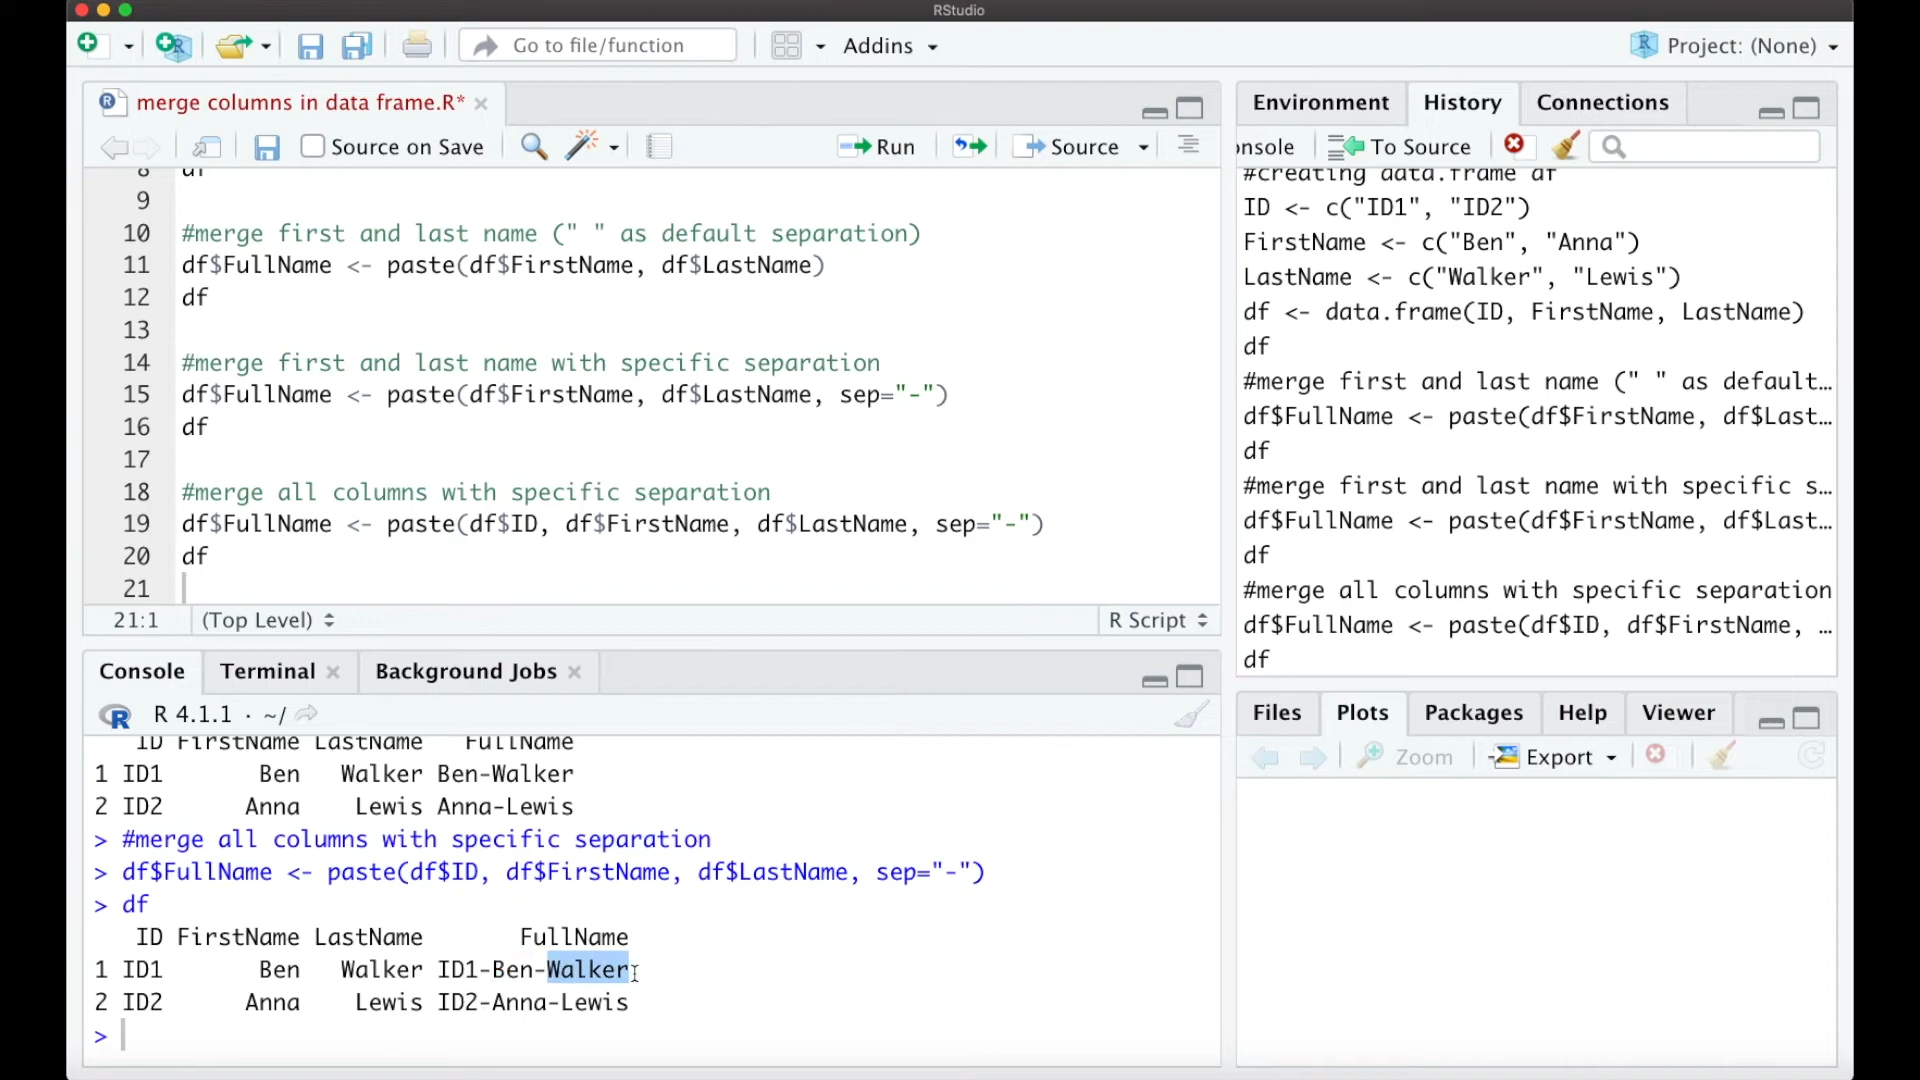 RStudio
Go to file/function
Addins
Project: (None)
merge columns in data frame.R*
Source on Save
Run
Source
8 df
9
10 #merge first and last name (" " as default separation)
11 df$FullName <- paste(df$FirstName, df$LastName)
12 df
13
14 #merge first and last name with specific separation
15 df$FullName <- paste(df$FirstName, df$LastName, sep="-")
16 df
17
18 #merge all columns with specific separation
19 df$FullName <- paste(df$ID, df$FirstName, df$LastName, sep="-")
20 df
21
21:1 (Top Level) R Script
Console Terminal Background Jobs
R 4.1.1 · ~/
ID FirstName LastName FullName
1 ID1 Ben Walker Ben-Walker
2 ID2 Anna Lewis Anna-Lewis
> #merge all columns with specific separation
> df$FullName <- paste(df$ID, df$FirstName, df$LastName, sep="-")
> df
ID FirstName LastName FullName
1 ID1 Ben Walker ID1-Ben-Walker
2 ID2 Anna Lewis ID2-Anna-Lewis
>
Environment History Connections
onsole To Source
#creating data.frame df
ID <- c("ID1", "ID2")
FirstName <- c("Ben", "Anna")
LastName <- c("Walker", "Lewis")
df <- data.frame(ID, FirstName, LastName)
df
#merge first and last name (" " as default…
df$FullName <- paste(df$FirstName, df$Last…
df
#merge first and last name with specific s…
df$FullName <- paste(df$FirstName, df$Last…
df
#merge all columns with specific separation
df$FullName <- paste(df$ID, df$FirstName, …
df
Files Plots Packages Help Viewer
Zoom Export